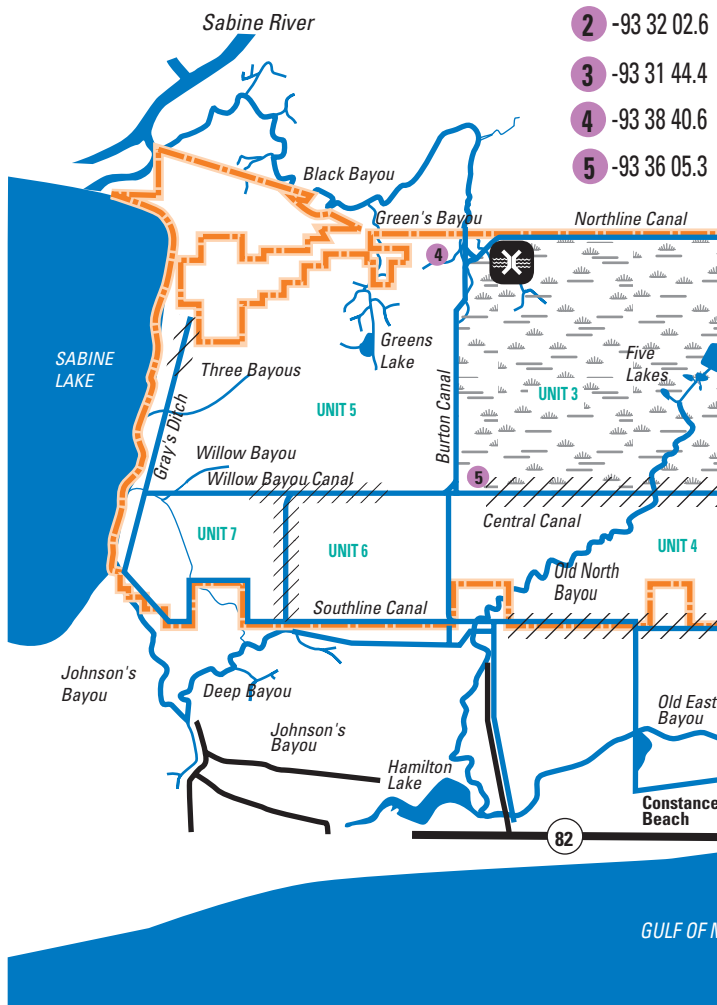 Sabine River
2 -93 32 02.6
3 -93 31 44.4
4 -93 38 40.6
5 -93 36 05.3
Black Bayou
Green's Bayou
Northline Canal
4
SABINE
LAKE
Greens
Lake
Five
Lakes
Three Bayous
UNIT 3
UNIT 5
Burton Canal
Gray's Ditch
Willow Bayou
Willow Bayou Canal
5
Central Canal
UNIT 7
UNIT 6
UNIT 4
Old North
Bayou
Southline Canal
Johnson's
Bayou
Deep Bayou
Old East
Bayou
Johnson's
Bayou
Hamilton
Lake
Constance
Beach
82
GULF OF